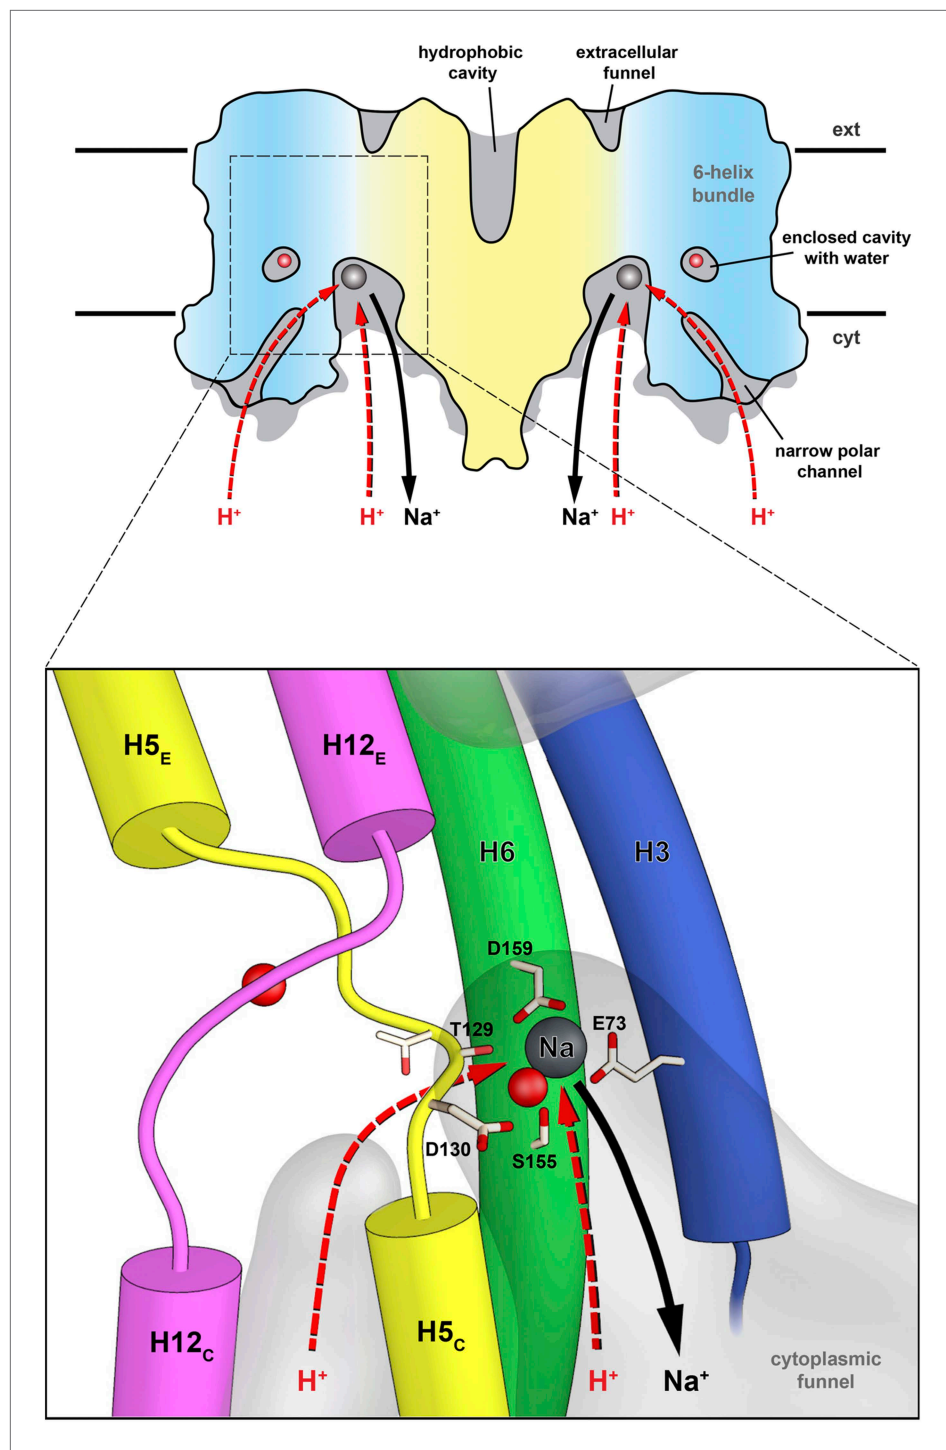 hydrophobic
cavity
extracellular
funnel
ext
6-helix
bundle
enclosed cavity
with water
cyt
narrow polar
channel
H⁺
H⁺
Na⁺
Na⁺
H⁺
H⁺
H5E
H12E
H6
H3
D159
T129
Na
E73
D130
S155
H12C
H5C
H⁺
H⁺
Na⁺
cytoplasmic
funnel